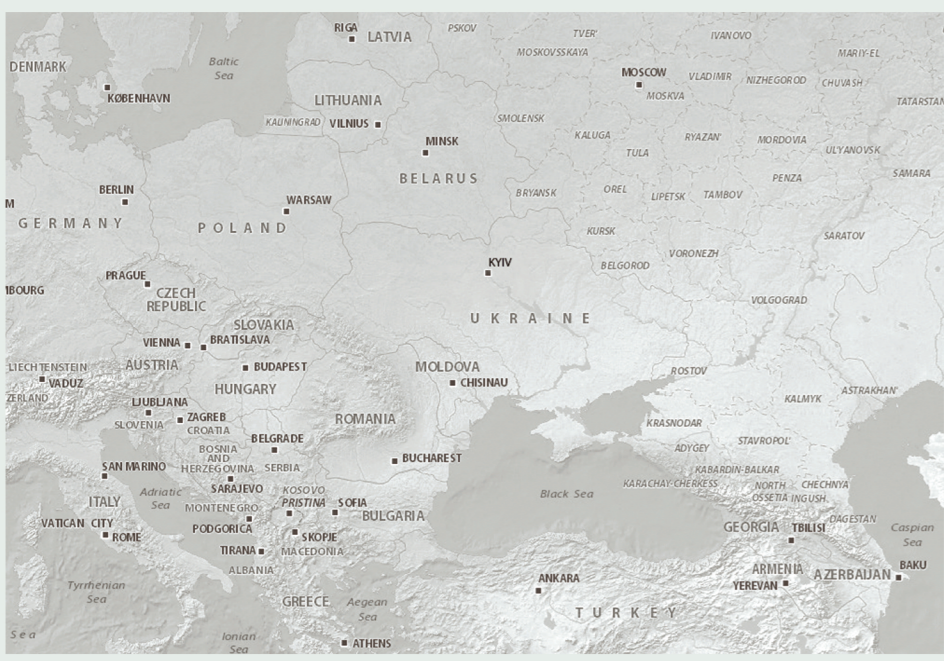 RIGA
LATVIA
PSKOV
TVER'
IVANOVO
MOSKOVSSKAYA
MARIY-EL
DENMARK
Baltic
Sea
MOSCOW
VLADIMIR
NIZHEGOROD
CHUVASH
KØBENHAVN
MOSKVA
TATARSTAN
LITHUANIA
KALININGRAD
VILNIUS
SMOLENSK
MINSK
KALUGA
RYAZAN'
MORDOVIA
TULA
UL'YANOVSK
BELARUS
PENZA
SAMARA
BERLIN
BRYANSK
OREL
LIPETSK
TAMBOV
WARSAW
M
GERMANY
POLAND
KURSK
SARATOV
VORONEZH
KYIV
BELGOROD
PRAGUE
MBOURG
CZECH
REPUBLIC
VOLGOGRAD
UKRAINE
SLOVAKIA
VIENNA
BRATISLAVA
LIECHTENSTEIN
AUSTRIA
BUDAPEST
MOLDOVA
ROSTOV
VADUZ
CHISINAU
HUNGARY
ASTRAKHAN'
ZERLAND
KALMYK
LJUBLJANA
ZAGREB
ROMANIA
SLOVENIA
CROATIA
KRASNODAR
BELGRADE
STAVROPOL'
BOSNIA
AND
HERZEGOVINA
ADYGEY
SAN MARINO
SERBIA
BUCHAREST
KABARDIN-BALKAR
SARAJEVO
KOSOVO
KARACHAY-CHERKESS
NORTH
OSSETIA
CHECHNYA
INGUSH.
Adriatic
Sea
Black Sea
ITALY
MONTENEGRO
PRISTINA
SOFIA
BULGARIA
DAGESTAN
VATICAN CITY
ROME
PODGORICA
SKOPJE
GEORGIA
TBILISI
Caspian
Sea
TIRANA
MACEDONIA
ALBANIA
ARMENIA
AZERBAIJAN
BAKU
ANKARA
YEREVAN
Tyrrhenian
Sea
GREECE
Aegean
Sea
TURKEY
Sea
Ionian
Sea
ATHENS